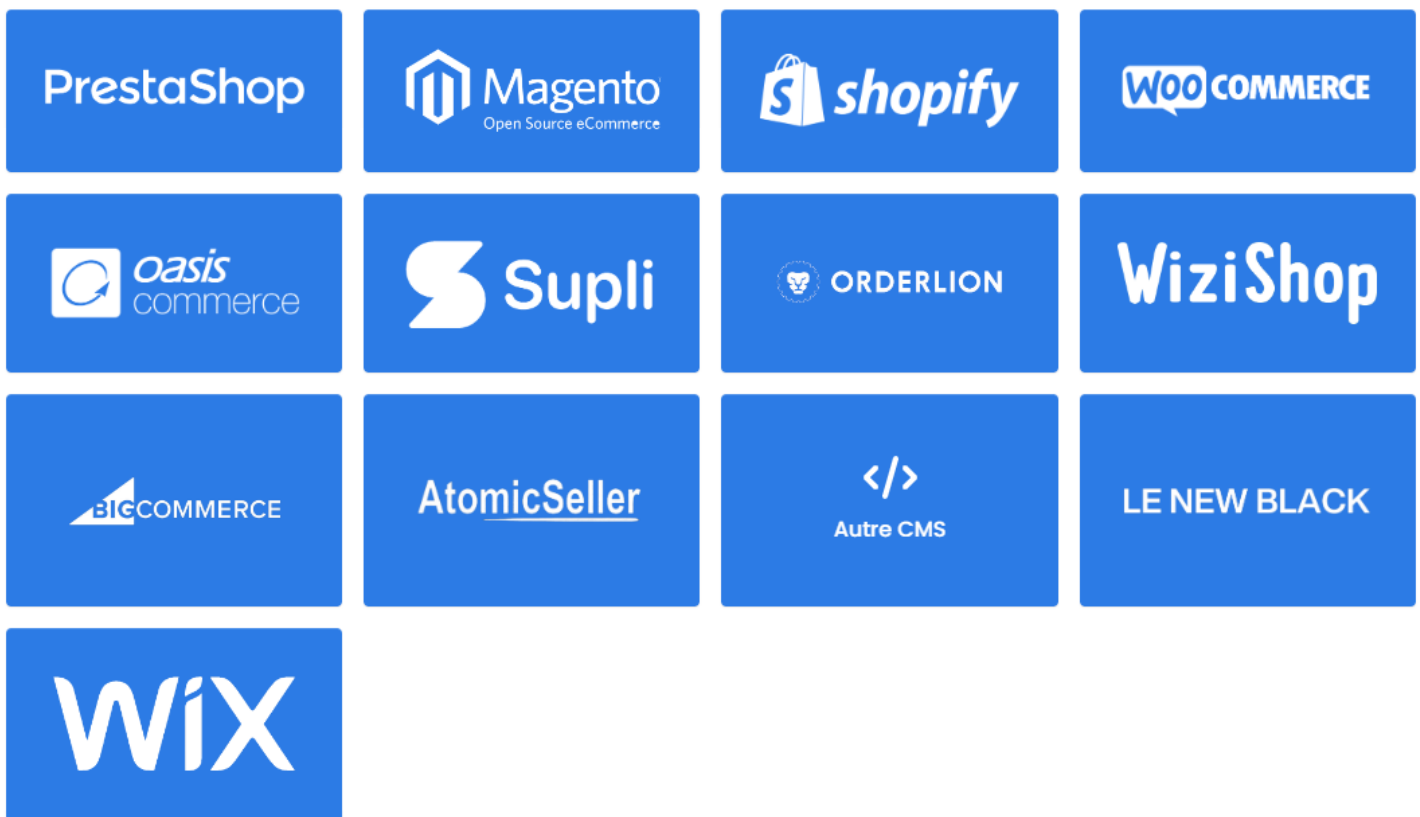 PrestaShop
Magento
Open Source eCommerce
S shopify
WOO COMMERCE
oasis
commerce
Supli
ORDERLION
WiziShop
BIGCOMMERCE
AtomicSeller
</>
Autre CMS
LE NEW BLACK
WiX